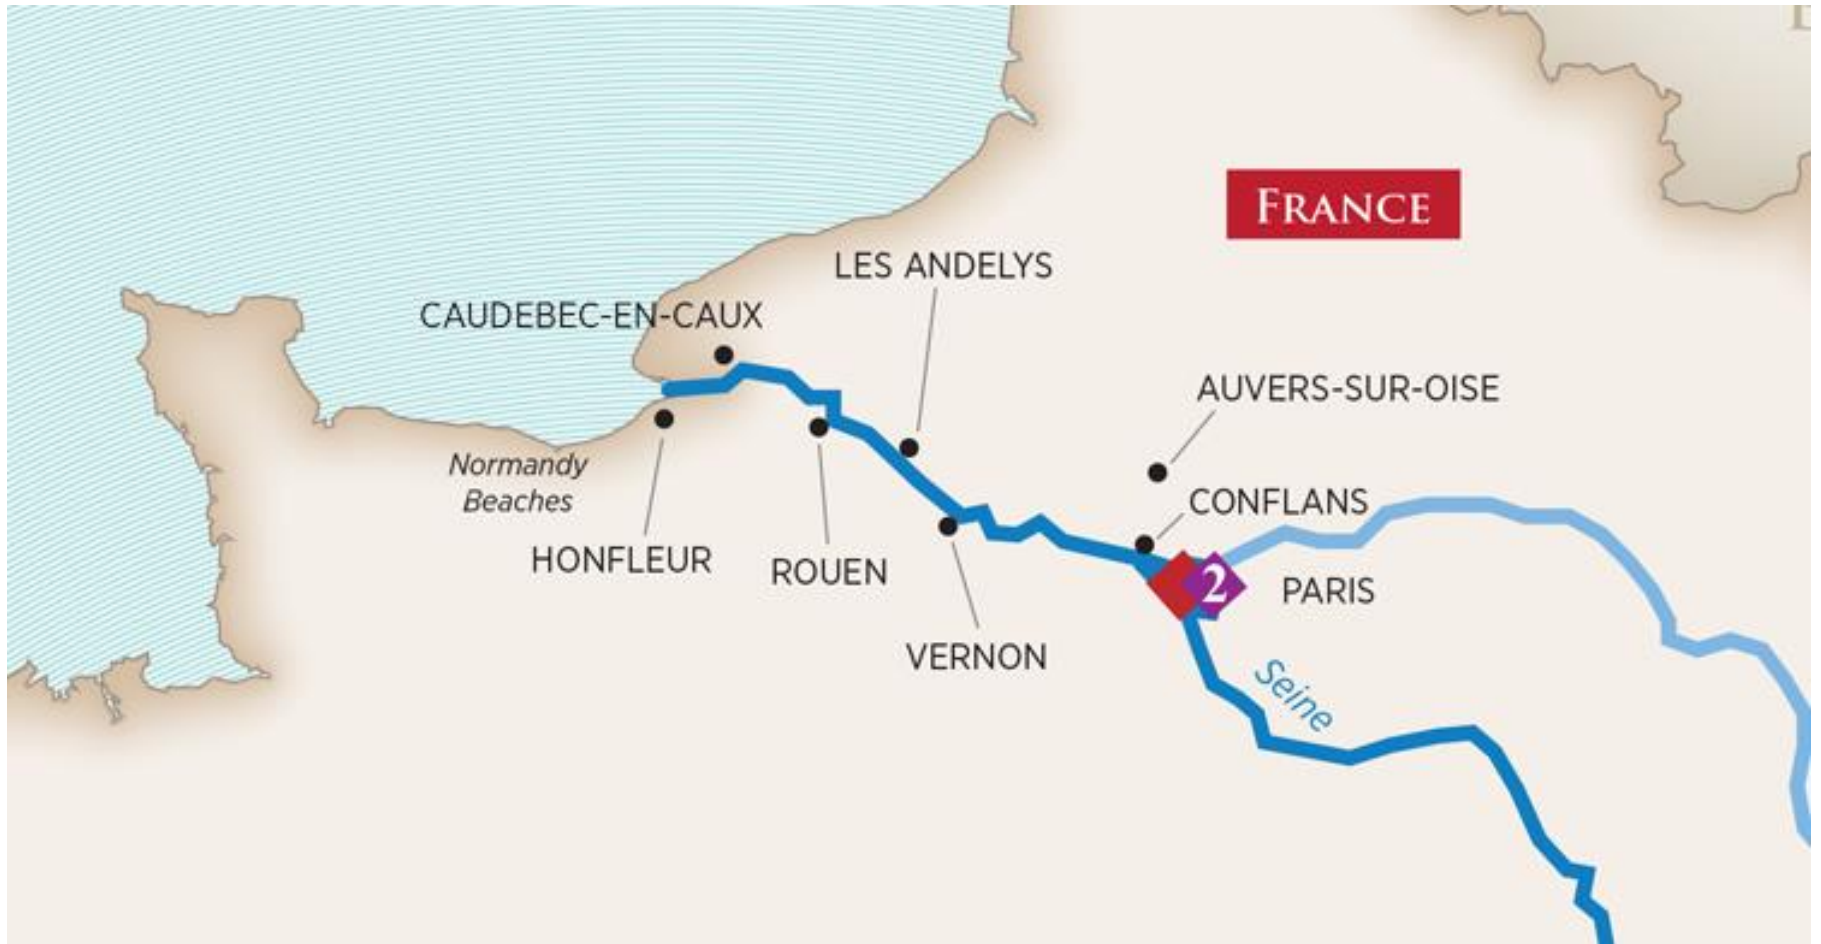 FRANCE
LES ANDELYS
CAUDEBEC-EN-CAUX
AUVERS-SUR-OISE
Normandy
Beaches
CONFLANS
HONFLEUR
ROUEN
2
PARIS
VERNON
Seine